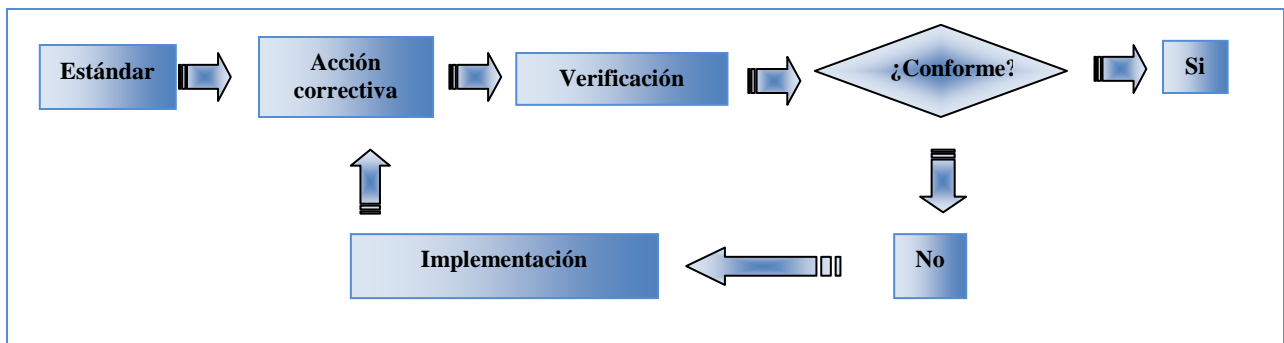 Estándar
Acción
correctiva
Verificación
¿Conforme?
Si
Implementación
No